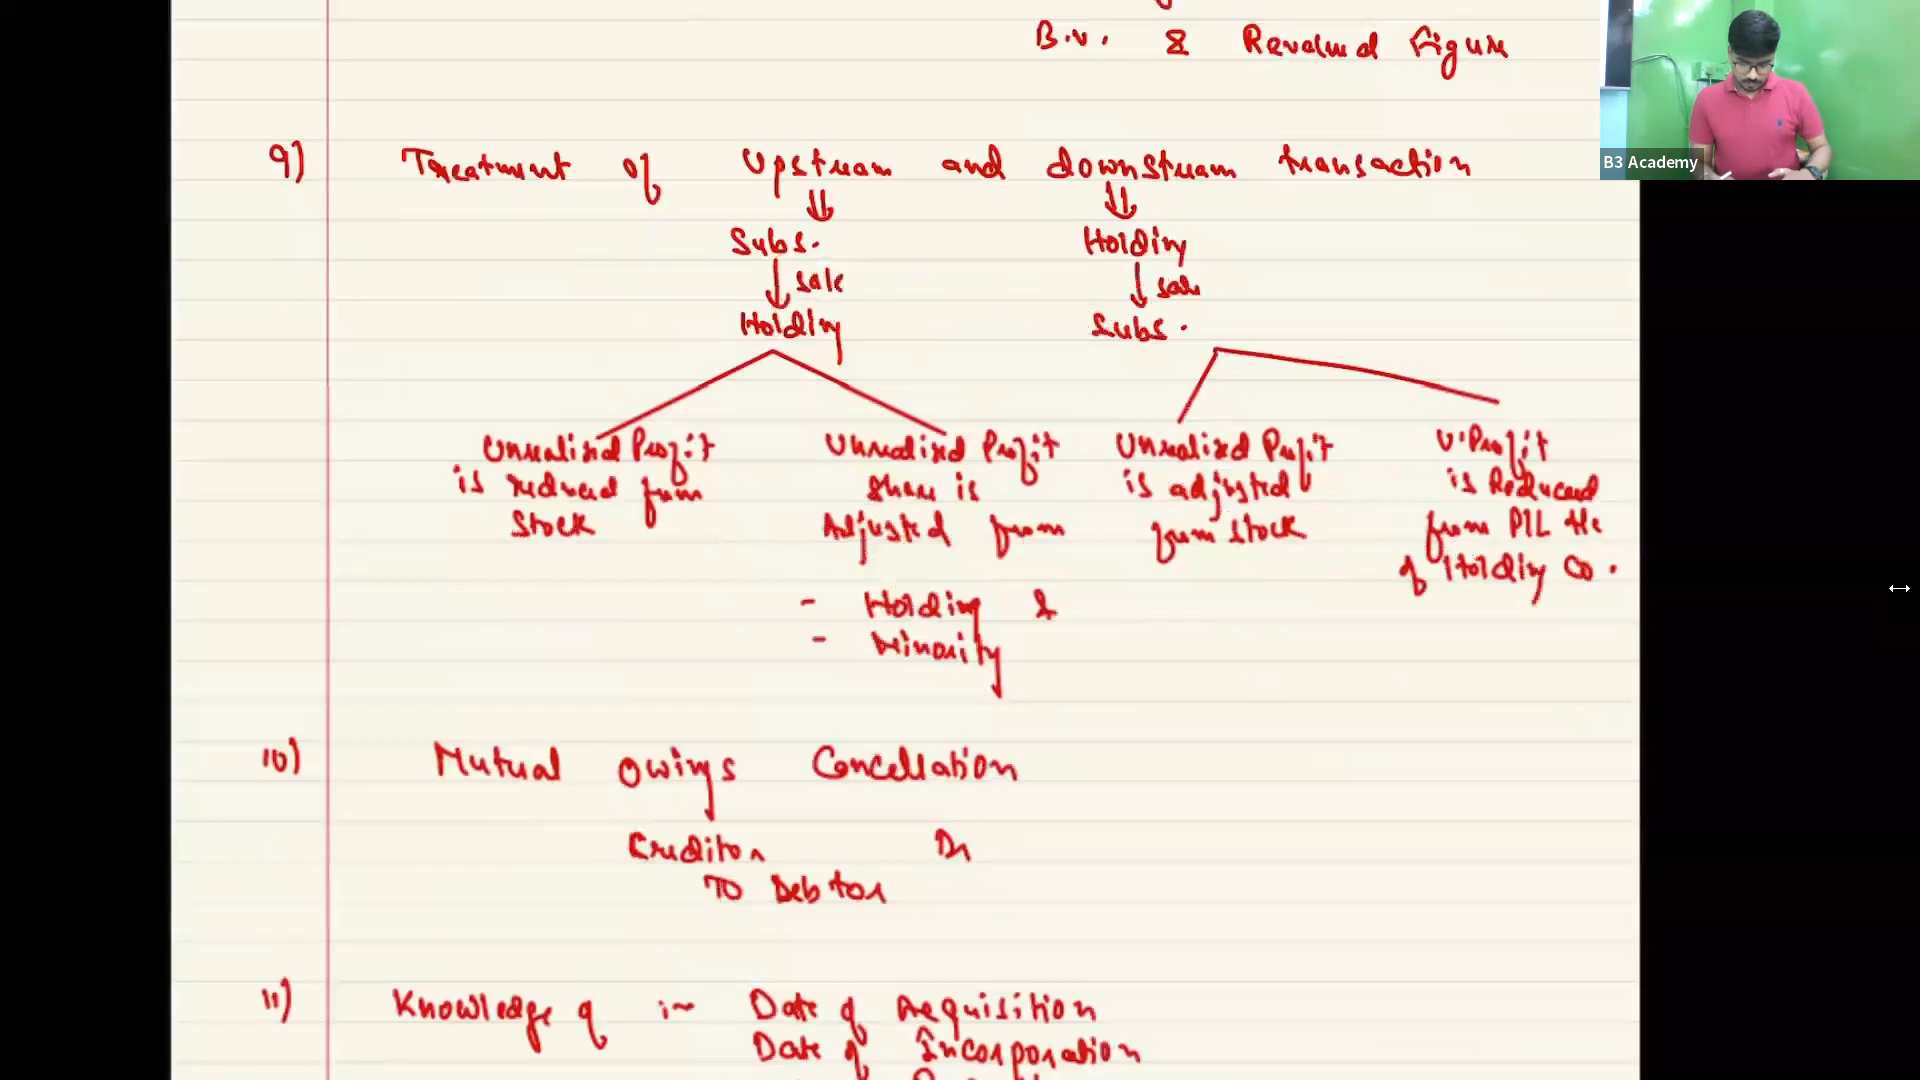 B.V. & Revalued Figure
B3 Academy
9) Treatment of Upstream and downstream transaction
Subs. Holding
sale sale
Holding Subs.
Unrealised Profit Unrealised Profit Unrealised Profit U.Profit
is reduced from share is is adjusted is Reduced
Stock Adjusted from from stock from P/L A/c
of Holding Co.
- Holding &
- Minority
10) Mutual Owings Cancellation
Creditor Dr
To Debtor
11) Knowledge of :- Date of Acquisition
Date of Incorporation